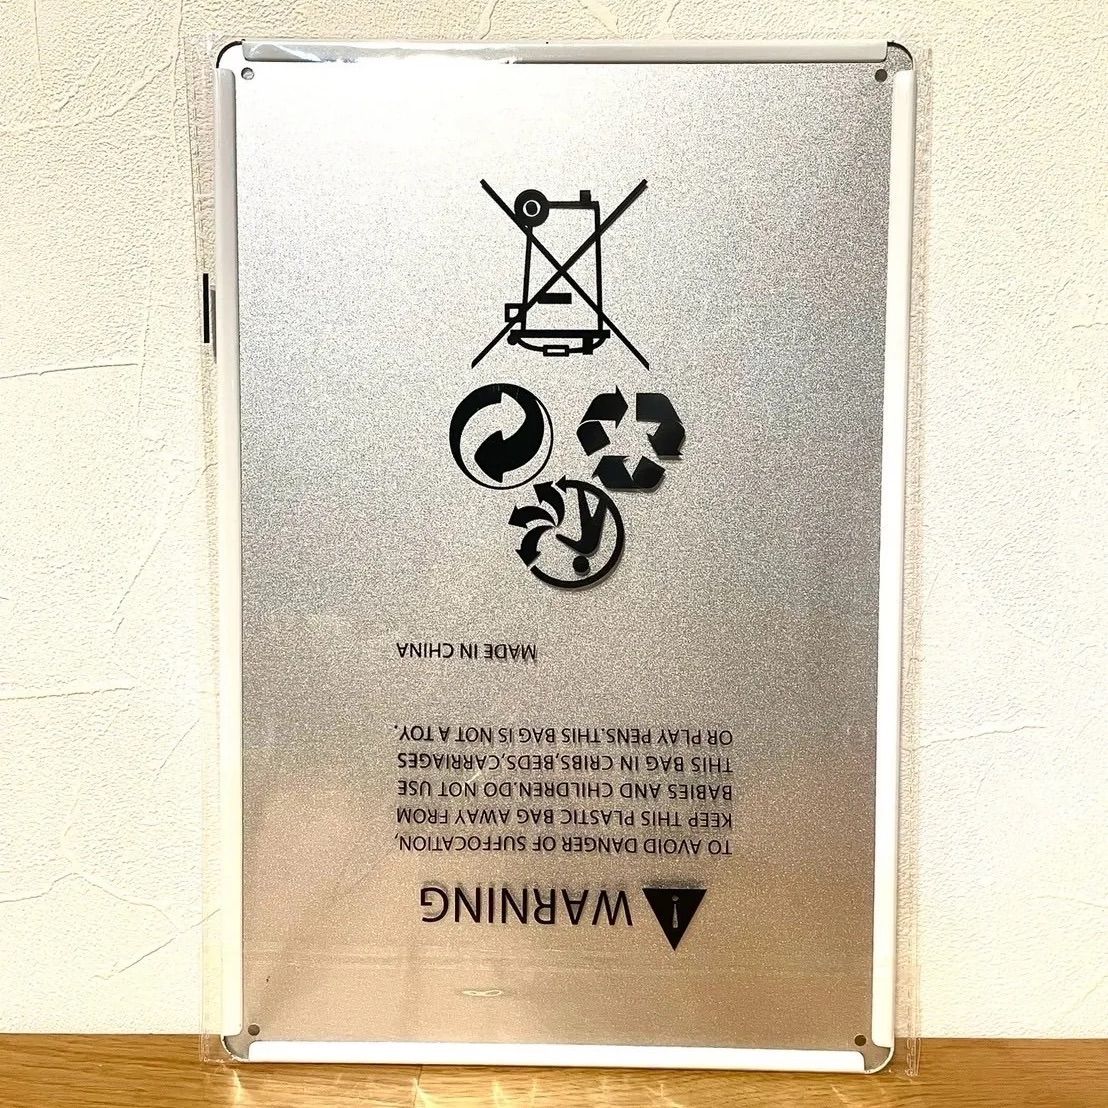 WARNING
TO AVOID DANGER OF SUFFOCATION,
KEEP THIS PLASTIC BAG AWAY FROM
BABIES AND CHILDREN.DO NOT USE
THIS BAG IN CRIBS,BEDS,CARRIAGES
OR PLAY PENS.THIS BAG IS NOT A TOY.
MADE IN CHINA